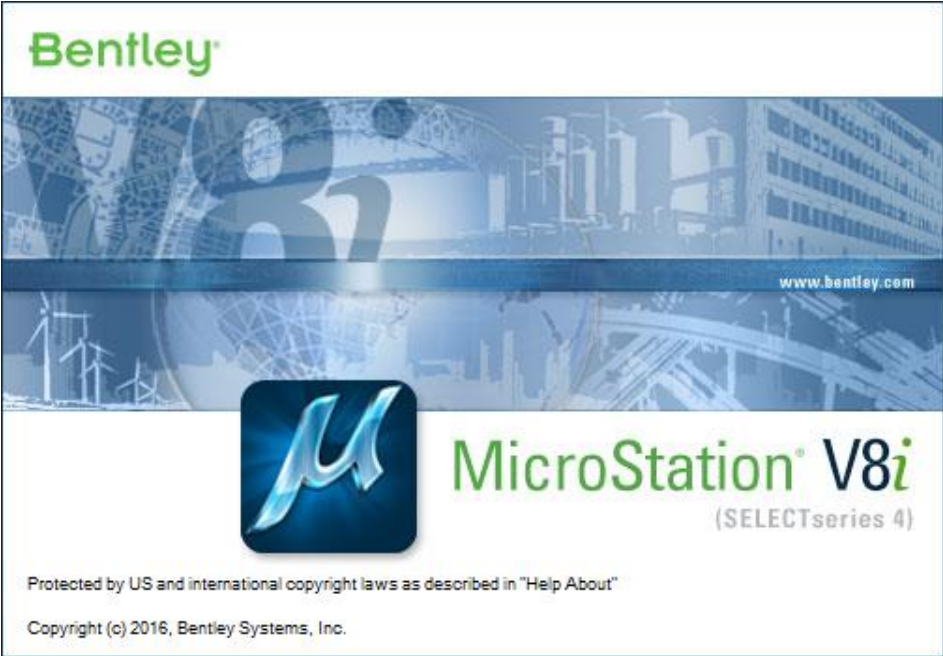 Bentley®
V8i
www.bentley.com
µ
MicroStation® V8i
(SELECTseries 4)
Protected by US and international copyright laws as described in "Help About"
Copyright (c) 2016, Bentley Systems, Inc.